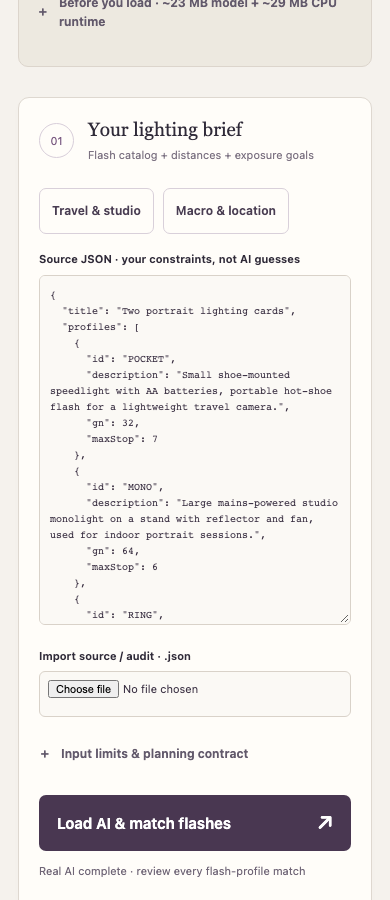 + Before you load · ~23 MB model + ~29 MB CPU
runtime
01
Your lighting brief
Flash catalog + distances + exposure goals
Travel & studio
Macro & location
Source JSON · your constraints, not AI guesses
{
  "title": "Two portrait lighting cards",
  "profiles": [
    {
      "id": "POCKET",
      "description": "Small shoe-mounted
speedlight with AA batteries, portable hot-shoe
flash for a lightweight travel camera.",
      "gn": 32,
      "maxStop": 7
    },
    {
      "id": "MONO",
      "description": "Large mains-powered studio
monolight on a stand with reflector and fan,
used for indoor portrait sessions.",
      "gn": 64,
      "maxStop": 6
    },
    {
      "id": "RING",
Import source / audit · .json
Choose file No file chosen
+ Input limits & planning contract
Load AI & match flashes
Real AI complete · review every flash-profile match